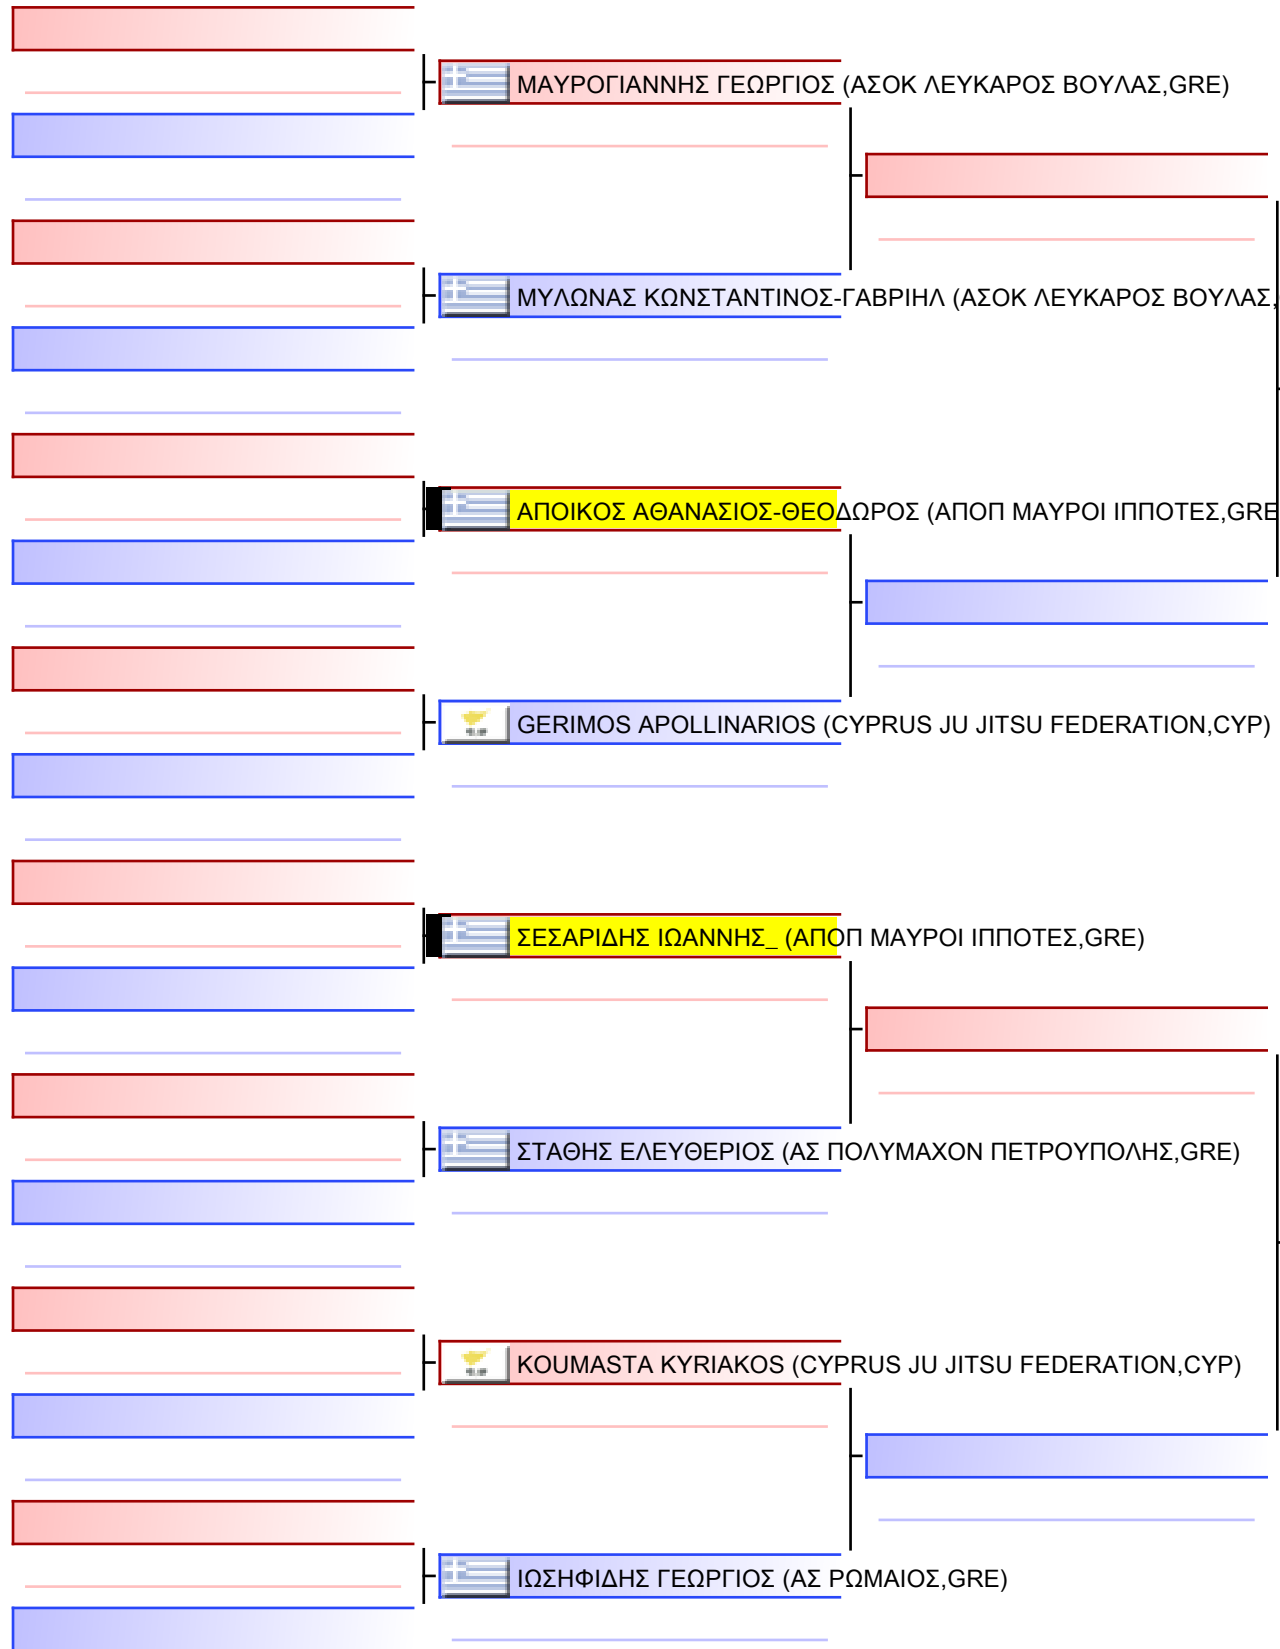 ΜΑΥΡΟΓΙΑΝΝΗΣ ΓΕΩΡΓΙΟΣ (ΑΣΟΚ ΛΕΥΚΑΡΟΣ ΒΟΥΛΑΣ,GRE)
ΜΥΛΩΝΑΣ ΚΩΝΣΤΑΝΤΙΝΟΣ-ΓΑΒΡΙΗΛ (ΑΣΟΚ ΛΕΥΚΑΡΟΣ ΒΟΥΛΑΣ,
ΑΠΟΙΚΟΣ ΑΘΑΝΑΣΙΟΣ-ΘΕΟΔΩΡΟΣ (ΑΠΟΠ ΜΑΥΡΟΙ ΙΠΠΟΤΕΣ,GRE
GERIMOS APOLLINARIOS (CYPRUS JU JITSU FEDERATION,CYP)
ΣΕΣΑΡΙΔΗΣ ΙΩΑΝΝΗΣ_ (ΑΠΟΠ ΜΑΥΡΟΙ ΙΠΠΟΤΕΣ,GRE)
ΣΤΑΘΗΣ ΕΛΕΥΘΕΡΙΟΣ (ΑΣ ΠΟΛΥΜΑΧΟΝ ΠΕΤΡΟΥΠΟΛΗΣ,GRE)
KOUMASTA KYRIAKOS (CYPRUS JU JITSU FEDERATION,CYP)
ΙΩΣΗΦΙΔΗΣ ΓΕΩΡΓΙΟΣ (ΑΣ ΡΩΜΑΙΟΣ,GRE)